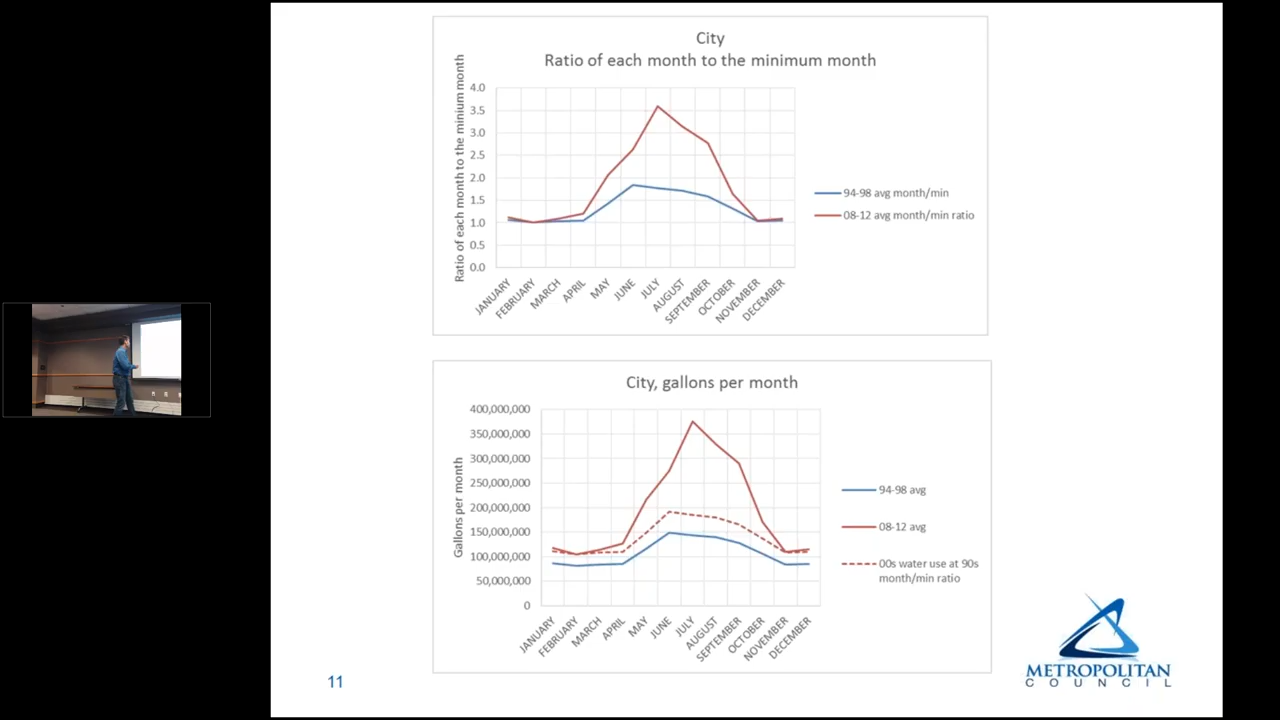 City
Ratio of each month to the minimum month
Ratio of each month to the minium month
4.0
3.5
3.0
2.5
2.0
1.5
1.0
0.5
0.0
JANUARY
FEBRUARY
MARCH
APRIL
MAY
JUNE
JULY
AUGUST
SEPTEMBER
OCTOBER
NOVEMBER
DECEMBER
94-98 avg month/min
08-12 avg month/min ratio
City, gallons per month
Gallons per month
400,000,000
350,000,000
300,000,000
250,000,000
200,000,000
150,000,000
100,000,000
50,000,000
0
JANUARY
FEBRUARY
MARCH
APRIL
MAY
JUNE
JULY
AUGUST
SEPTEMBER
OCTOBER
NOVEMBER
DECEMBER
94-98 avg
08-12 avg
00s water use at 90s
month/min ratio
11
METROPOLITAN
COUNCIL